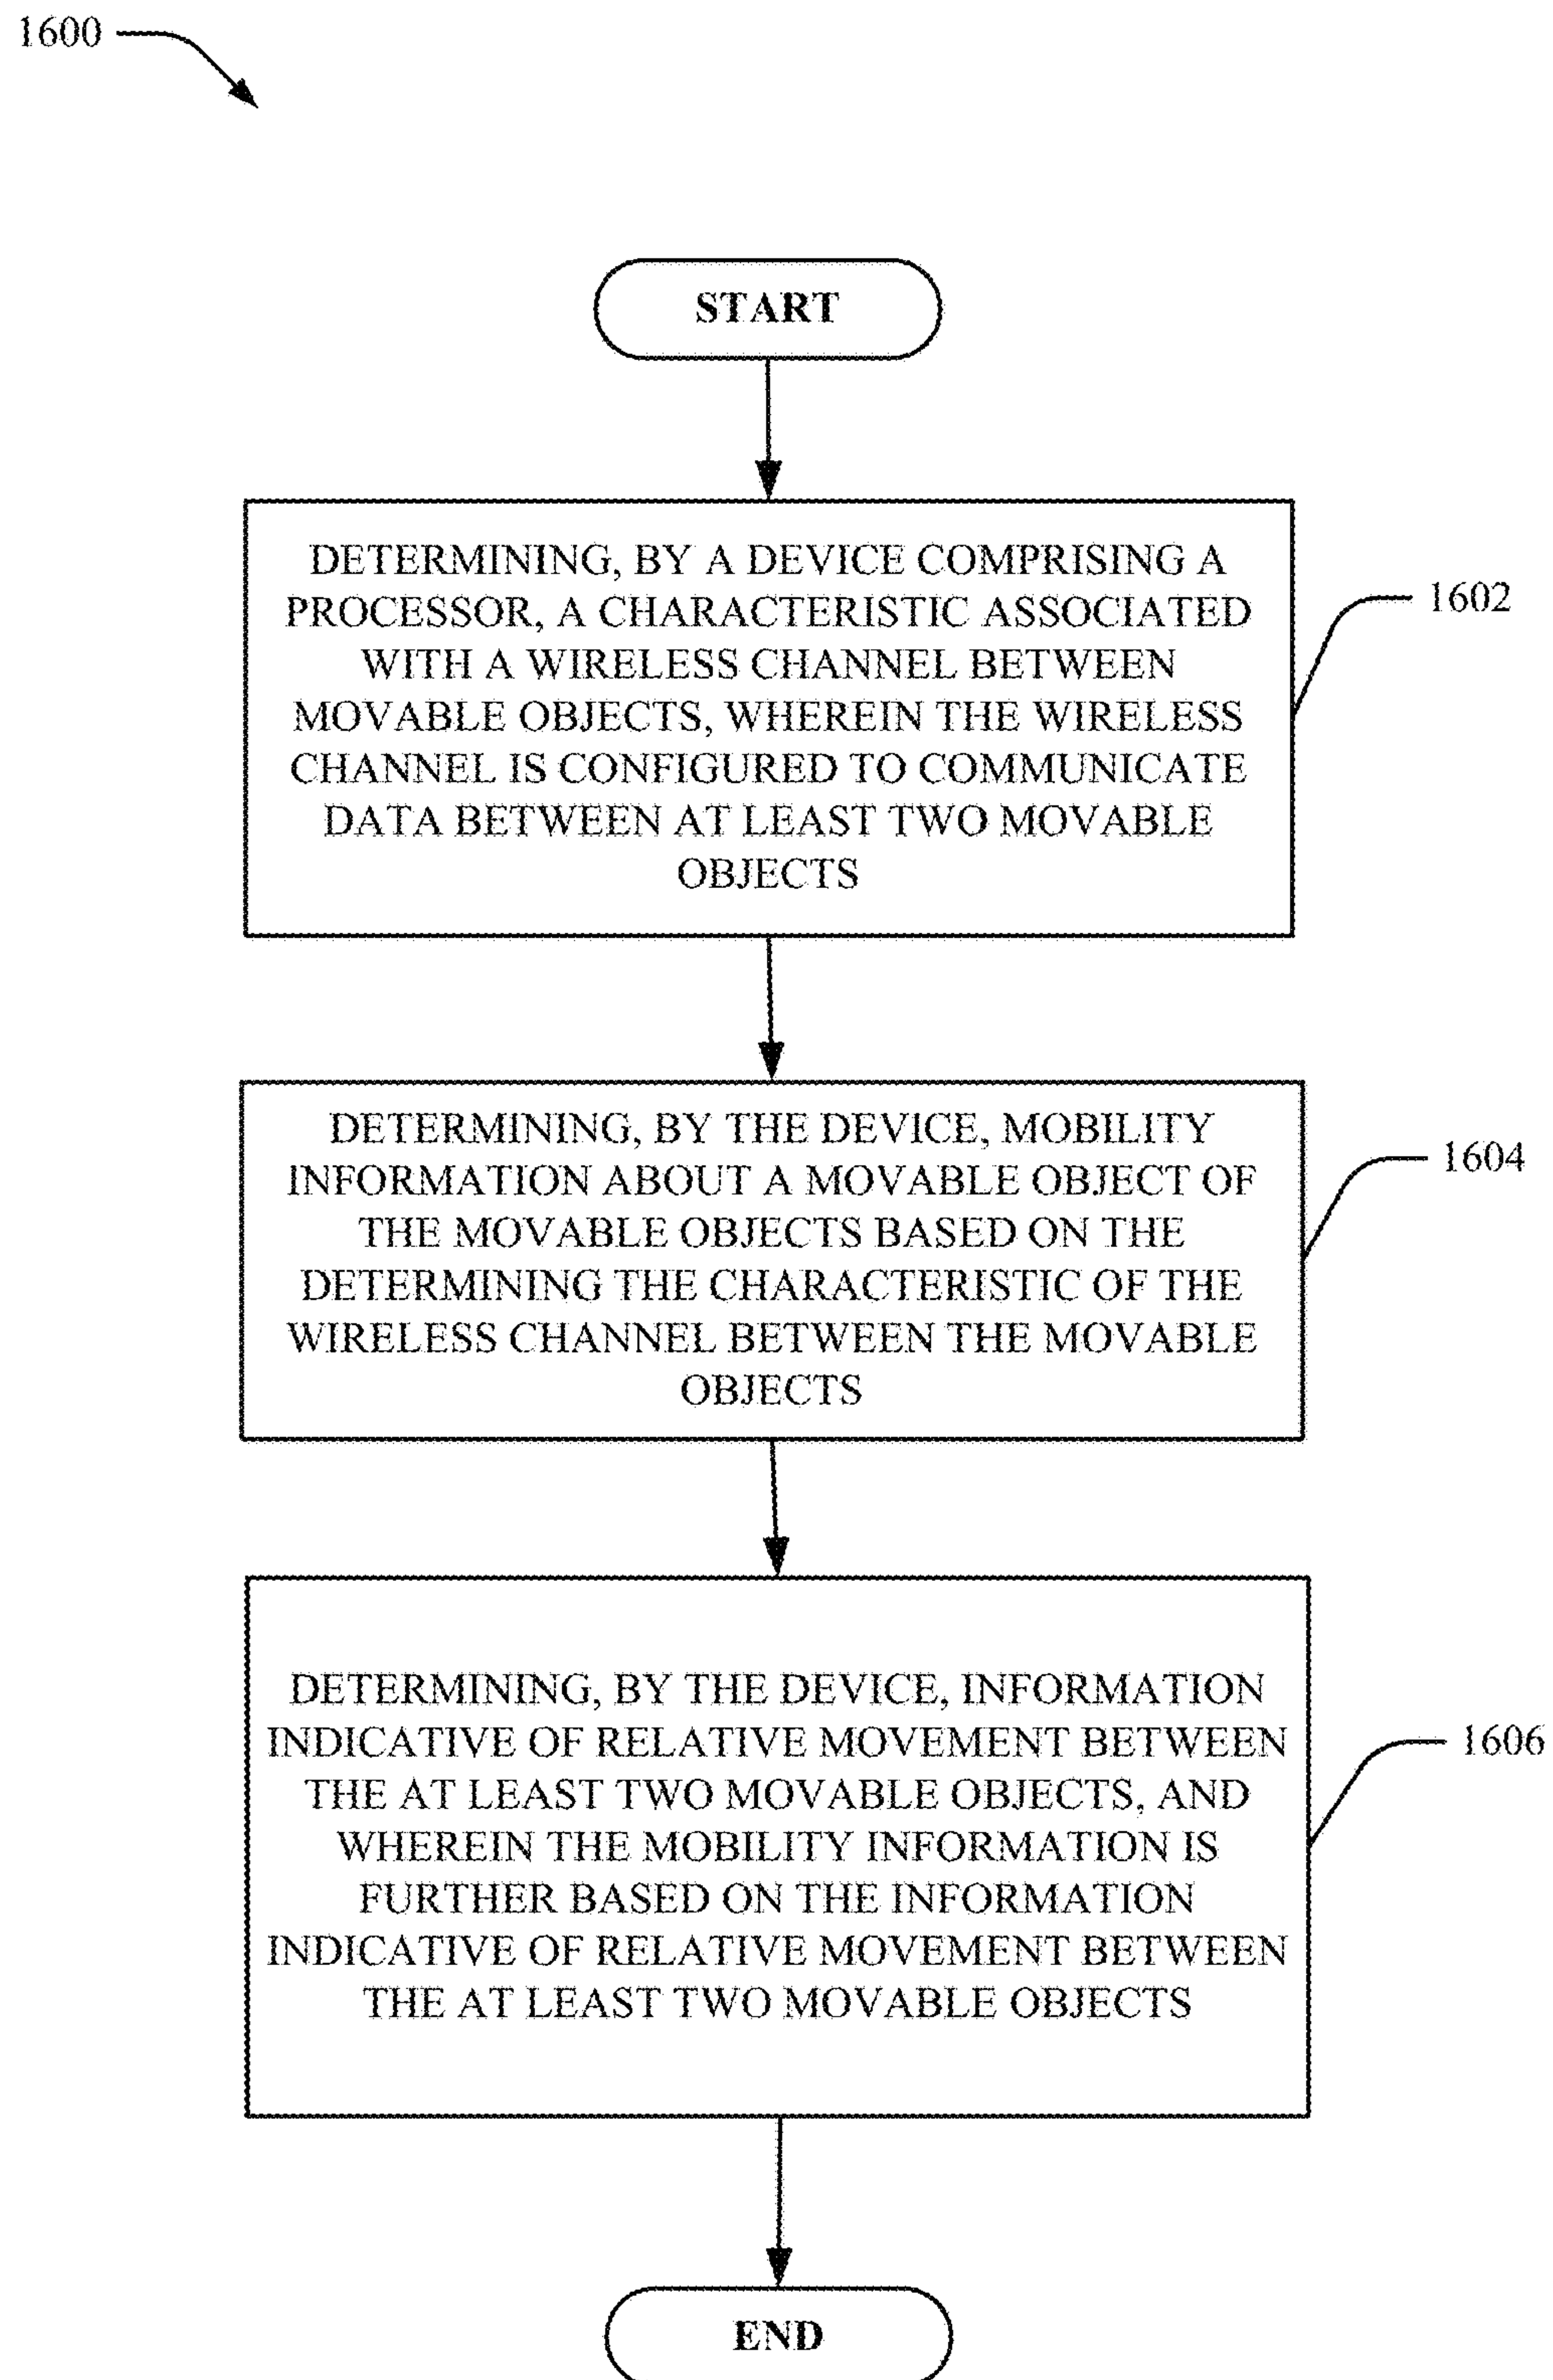 1600
START
DETERMINING, BY A DEVICE COMPRISING A
PROCESSOR, A CHARACTERISTIC ASSOCIATED
WITH A WIRELESS CHANNEL BETWEEN
MOVABLE OBJECTS, WHEREIN THE WIRELESS
CHANNEL IS CONFIGURED TO COMMUNICATE
DATA BETWEEN AT LEAST TWO MOVABLE
OBJECTS
1602
DETERMINING, BY THE DEVICE, MOBILITY
INFORMATION ABOUT A MOVABLE OBJECT OF
THE MOVABLE OBJECTS BASED ON THE
DETERMINING THE CHARACTERISTIC OF THE
WIRELESS CHANNEL BETWEEN THE MOVABLE
OBJECTS
1604
DETERMINING, BY THE DEVICE, INFORMATION
INDICATIVE OF RELATIVE MOVEMENT BETWEEN
THE AT LEAST TWO MOVABLE OBJECTS, AND
WHEREIN THE MOBILITY INFORMATION IS
FURTHER BASED ON THE INFORMATION
INDICATIVE OF RELATIVE MOVEMENT BETWEEN
THE AT LEAST TWO MOVABLE OBJECTS
1606
END